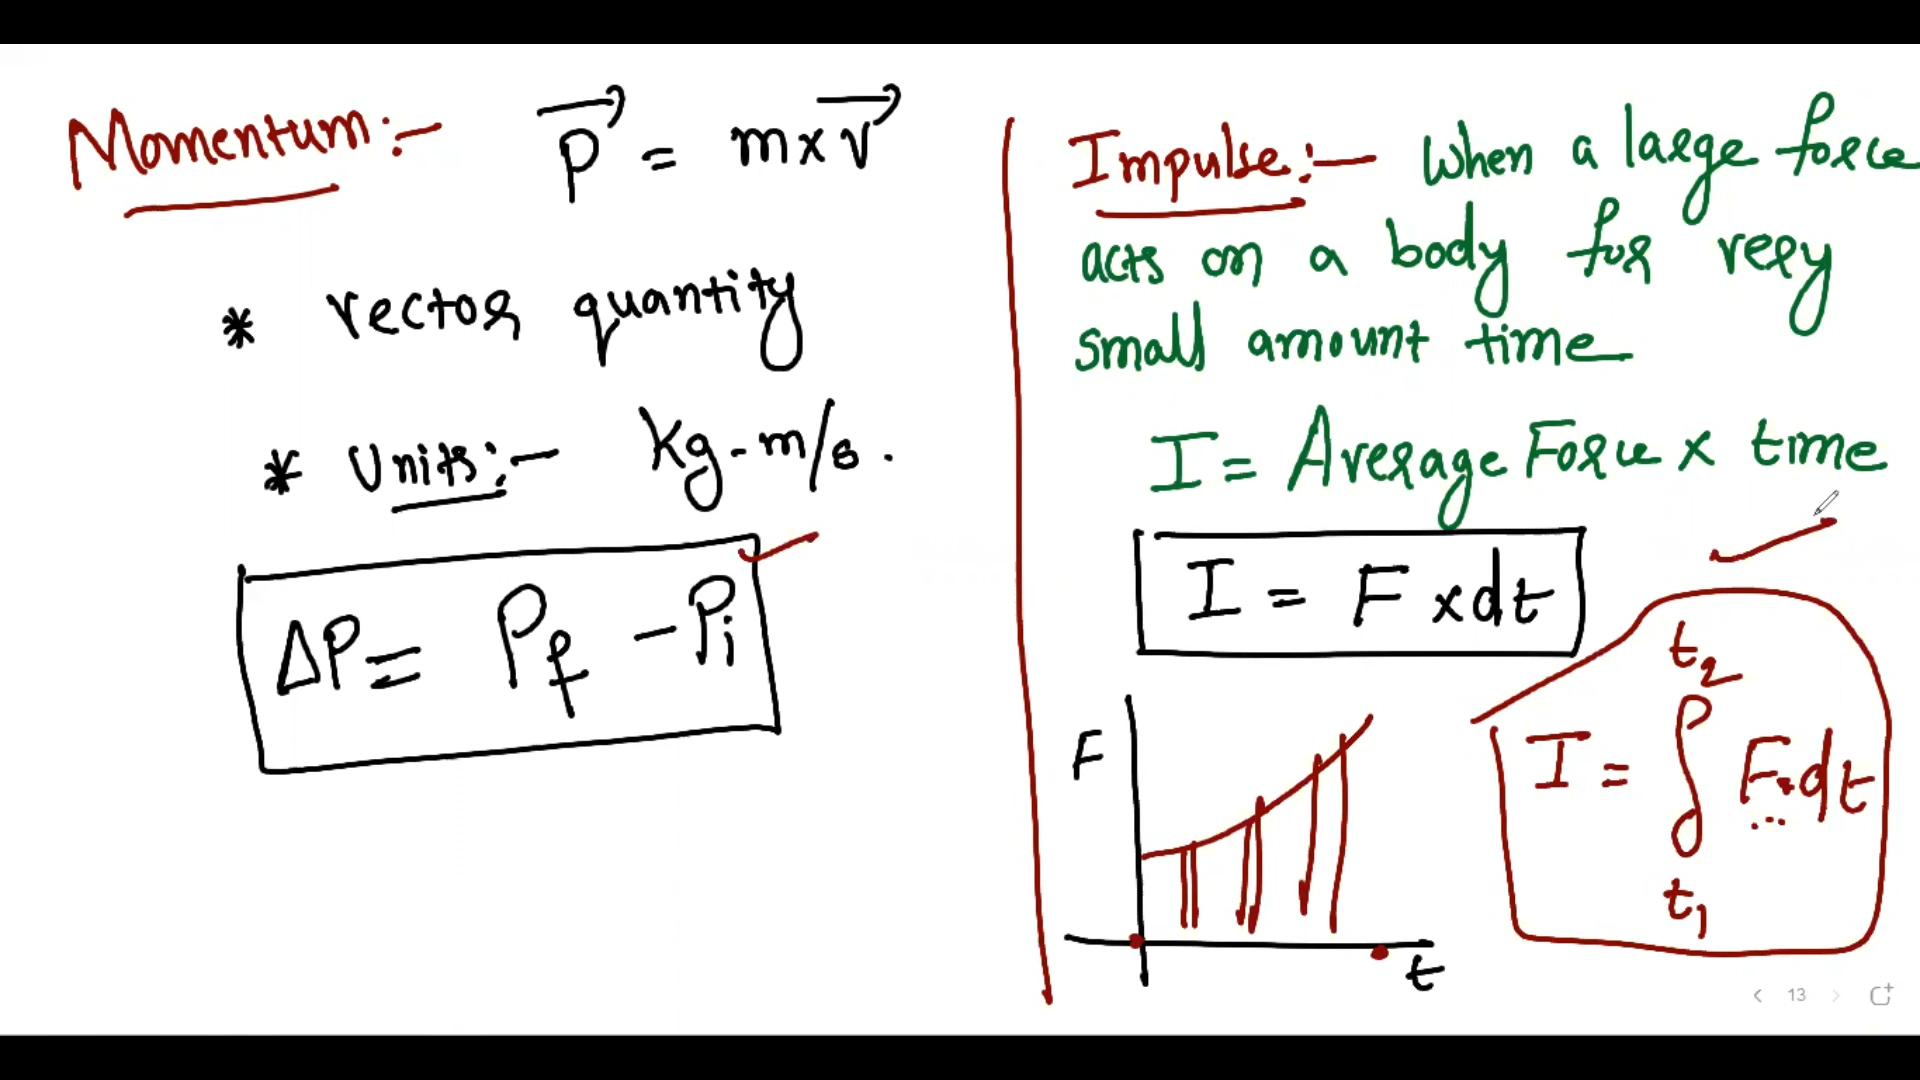 Momentum:- p⃗ = m×v⃗
* vector quantity
* Units:- kg-m/s.
ΔP = Pf - Pi
Impulse:- When a large force
acts on a body for very
small amount time
I = Average Force × time
I = F × dt
F
t
t2
I = ∫ F.dt
t1
13